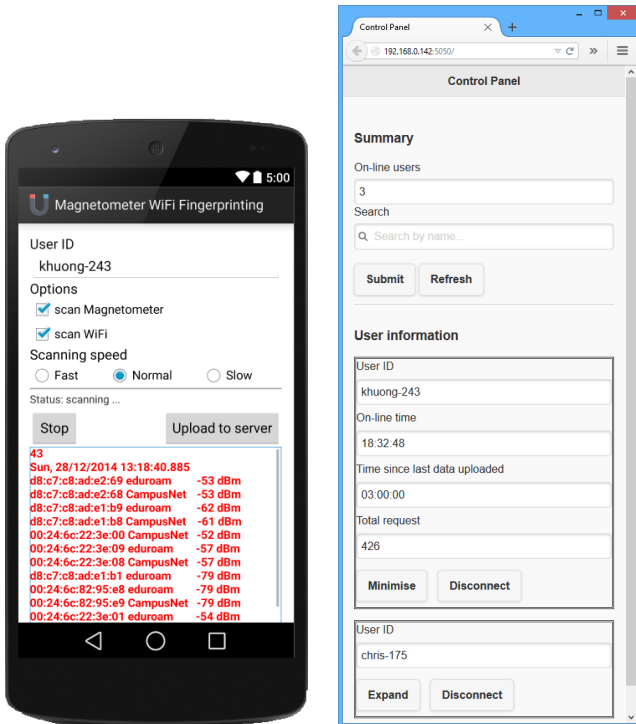 5:00
Magnetometer WiFi Fingerprinting
User ID
khuong-243
Options
scan Magnetometer
scan WiFi
Scanning speed
Fast Normal Slow
Status: scanning ...
Stop Upload to server
43
Sun, 28/12/2014 13:18:40.885
d8:c7:c8:ad:e2:69 eduroam -53 dBm
d8:c7:c8:ad:e2:68 CampusNet -53 dBm
d8:c7:c8:ad:e1:b9 eduroam -62 dBm
d8:c7:c8:ad:e1:b8 CampusNet -61 dBm
00:24:6c:22:3e:00 CampusNet -52 dBm
00:24:6c:22:3e:09 eduroam -57 dBm
00:24:6c:22:3e:08 CampusNet -57 dBm
d8:c7:c8:ad:e1:b1 eduroam -79 dBm
00:24:6c:82:95:e8 eduroam -79 dBm
00:24:6c:82:95:e9 CampusNet -79 dBm
00:24:6c:22:3e:01 eduroam -54 dBm
Control Panel
192.168.0.142:5050/
Control Panel
Summary
On-line users
3
Search
Search by name...
Submit Refresh
User information
User ID
khuong-243
On-line time
18:32:48
Time since last data uploaded
03:00:00
Total request
426
Minimise Disconnect
User ID
chris-175
Expand Disconnect